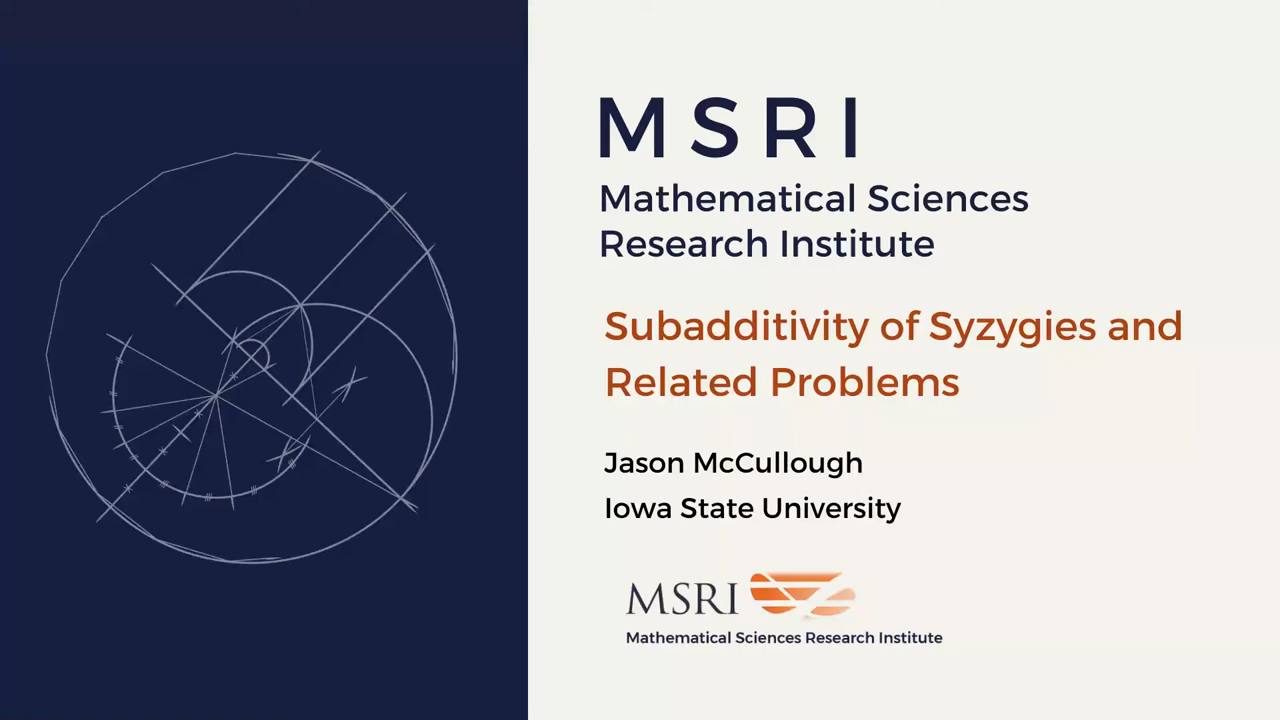 MSRI
Mathematical Sciences
Research Institute
Subadditivity of Syzygies and
Related Problems
Jason McCullough
Iowa State University
MSRI
Mathematical Sciences Research Institute